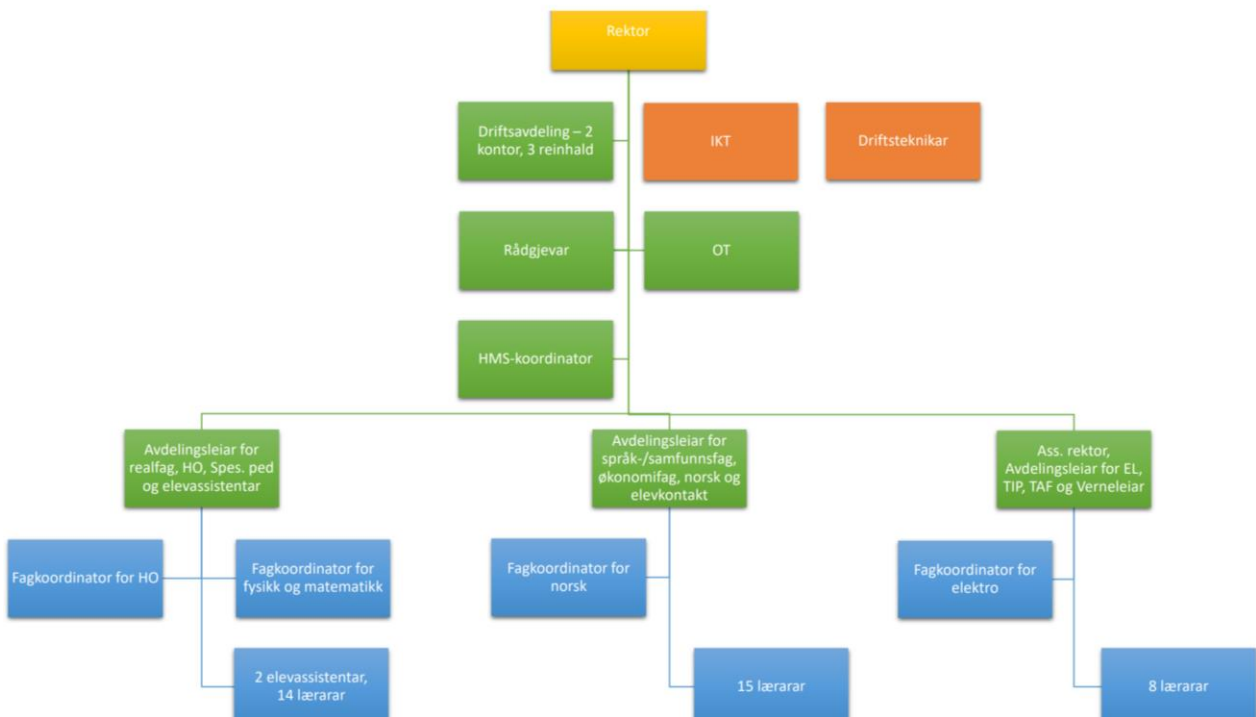 Rektor
Driftsavdeling – 2
kontor, 3 reinhald
IKT
Driftsteknikar
Rådgjevar
OT
HMS-koordinator
Avdelingsleiar for
realfag, HO, Spes. ped
og elevassistentar
Avdelingsleiar for
språk-/samfunnsfag,
økonomifag, norsk og
elevkontakt
Ass. rektor,
Avdelingsleiar for EL,
TIP, TAF og Verneleiar
Fagkoordinator for HO
Fagkoordinator for
fysikk og matematikk
Fagkoordinator for
norsk
Fagkoordinator for
elektro
2 elevassistentar,
14 lærarar
15 lærarar
8 lærarar